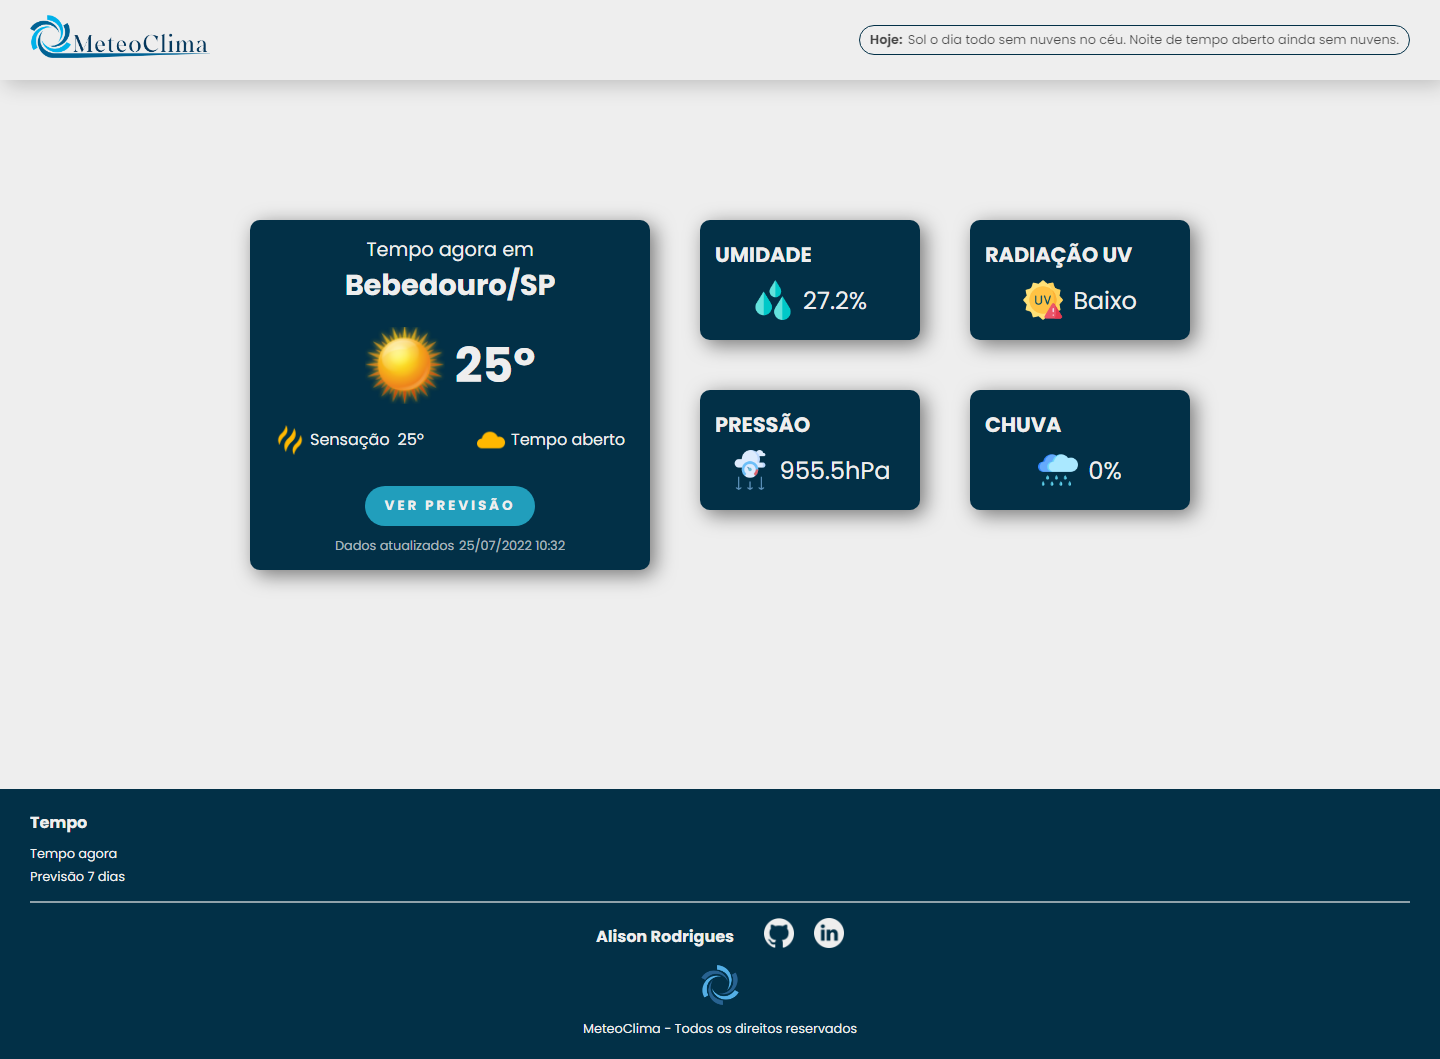 MeteoClima
Hoje: Sol o dia todo sem nuvens no céu. Noite de tempo aberto ainda sem nuvens.
Tempo agora em
Bebedouro/SP
25º
Sensação 25º
Tempo aberto
VER PREVISÃO
Dados atualizados 25/07/2022 10:32
UMIDADE
27.2%
RADIAÇÃO UV
UV
Baixo
PRESSÃO
955.5hPa
CHUVA
0%
Tempo
Tempo agora
Previsão 7 dias
Alison Rodrigues
in
MeteoClima - Todos os direitos reservados